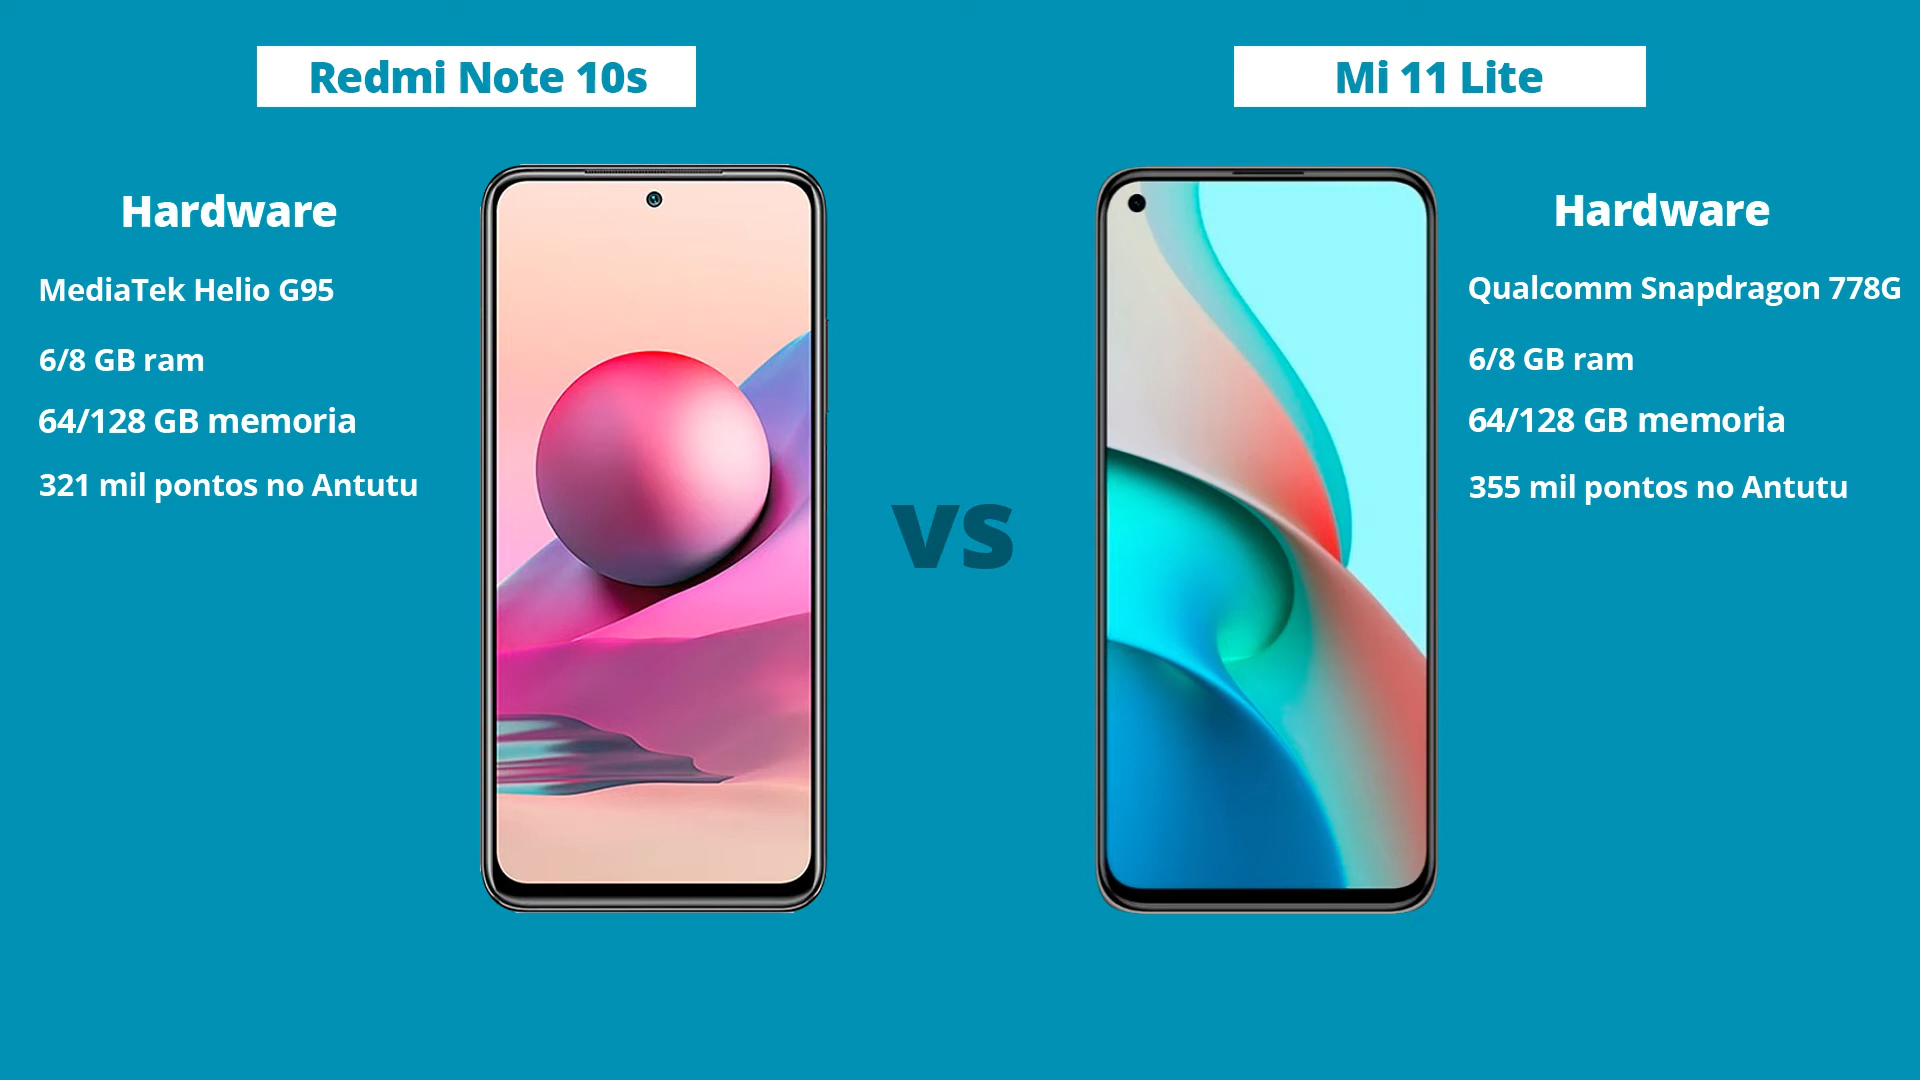 Redmi Note 10s
Hardware
MediaTek Helio G95
6/8 GB ram
64/128 GB memoria
321 mil pontos no Antutu
VS
Mi 11 Lite
Hardware
Qualcomm Snapdragon 778G
6/8 GB ram
64/128 GB memoria
355 mil pontos no Antutu